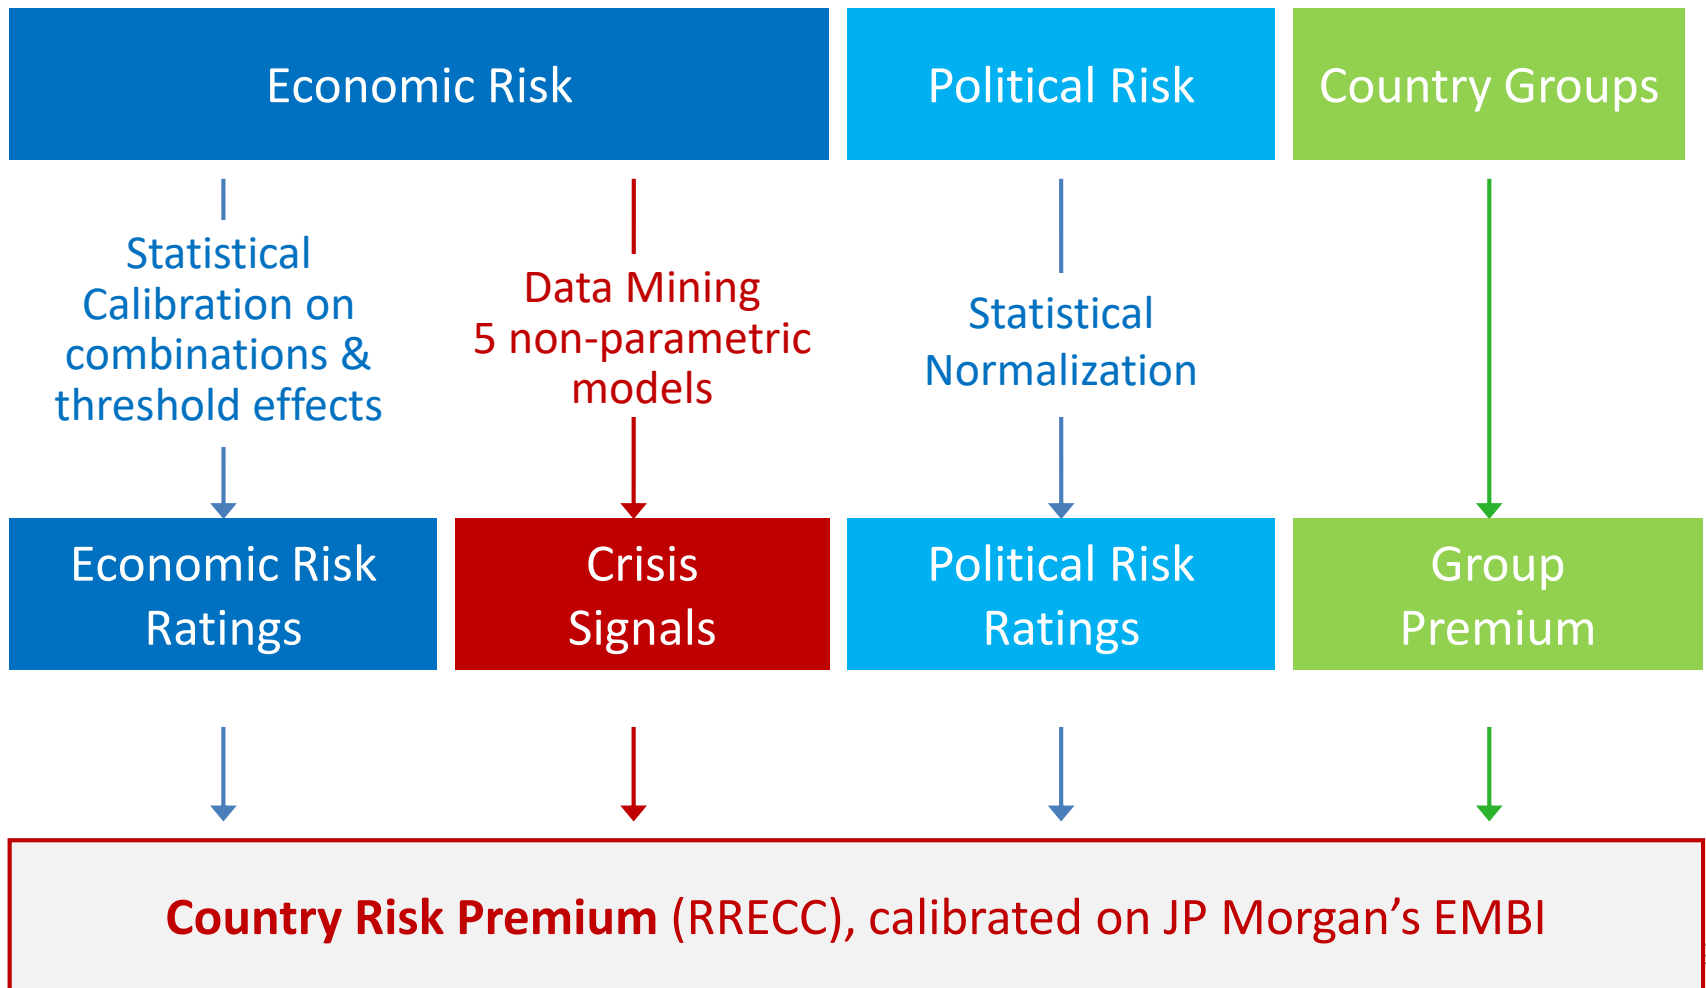 Economic Risk
Political Risk
Country Groups
Statistical
Calibration on
combinations &
threshold effects
Data Mining
5 non-parametric
models
Statistical
Normalization
Economic Risk
Ratings
Crisis
Signals
Political Risk
Ratings
Group
Premium
Country Risk Premium (RRECC), calibrated on JP Morgan’s EMBI